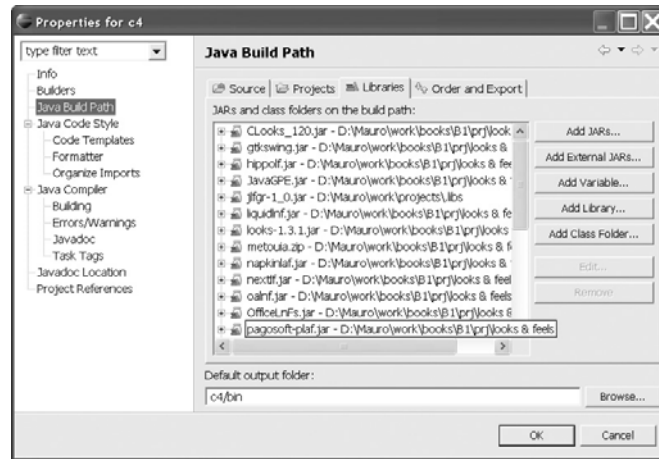 Properties for c4
type filter text
Java Build Path
Info
Builders
Java Build Path
Java Code Style
Code Templates
Formatter
Organize Imports
Java Compiler
Building
Errors/Warnings
Javadoc
Task Tags
Javadoc Location
Project References
Source
Projects
Libraries
Order and Export
JARs and class folders on the build path:
CLooks_120.jar - D:\Mauro\work\books\B1\prj\look
gtkswing.jar - D:\Mauro\work\books\B1\prj\looks &
hippolf.jar - D:\Mauro\work\books\B1\prj\looks & fee
JavaGPE.jar - D:\Mauro\work\books\B1\prj\looks &
jlfgr-1_0.jar - D:\Mauro\work\projects\.libs
liquidlnf.jar - D:\Mauro\work\books\B1\prj\looks & fe
looks-1.3.1.jar - D:\Mauro\work\books\B1\prj\looks
metouia.zip - D:\Mauro\work\books\B1\prj\looks & f
napkinlaf.jar - D:\Mauro\work\books\B1\prj\looks &
nextlf.jar - D:\Mauro\work\books\B1\prj\looks & feel
oalnf.jar - D:\Mauro\work\books\B1\prj\looks & feels
OfficeLnFs.jar - D:\Mauro\work\books\B1\prj\looks &
pagosoft-plaf.jar - D:\Mauro\work\books\B1\prj\looks & feels
Add JARs...
Add External JARs...
Add Variable...
Add Library...
Add Class Folder...
Edit...
Remove
Default output folder:
c4/bin
Browse...
OK
Cancel